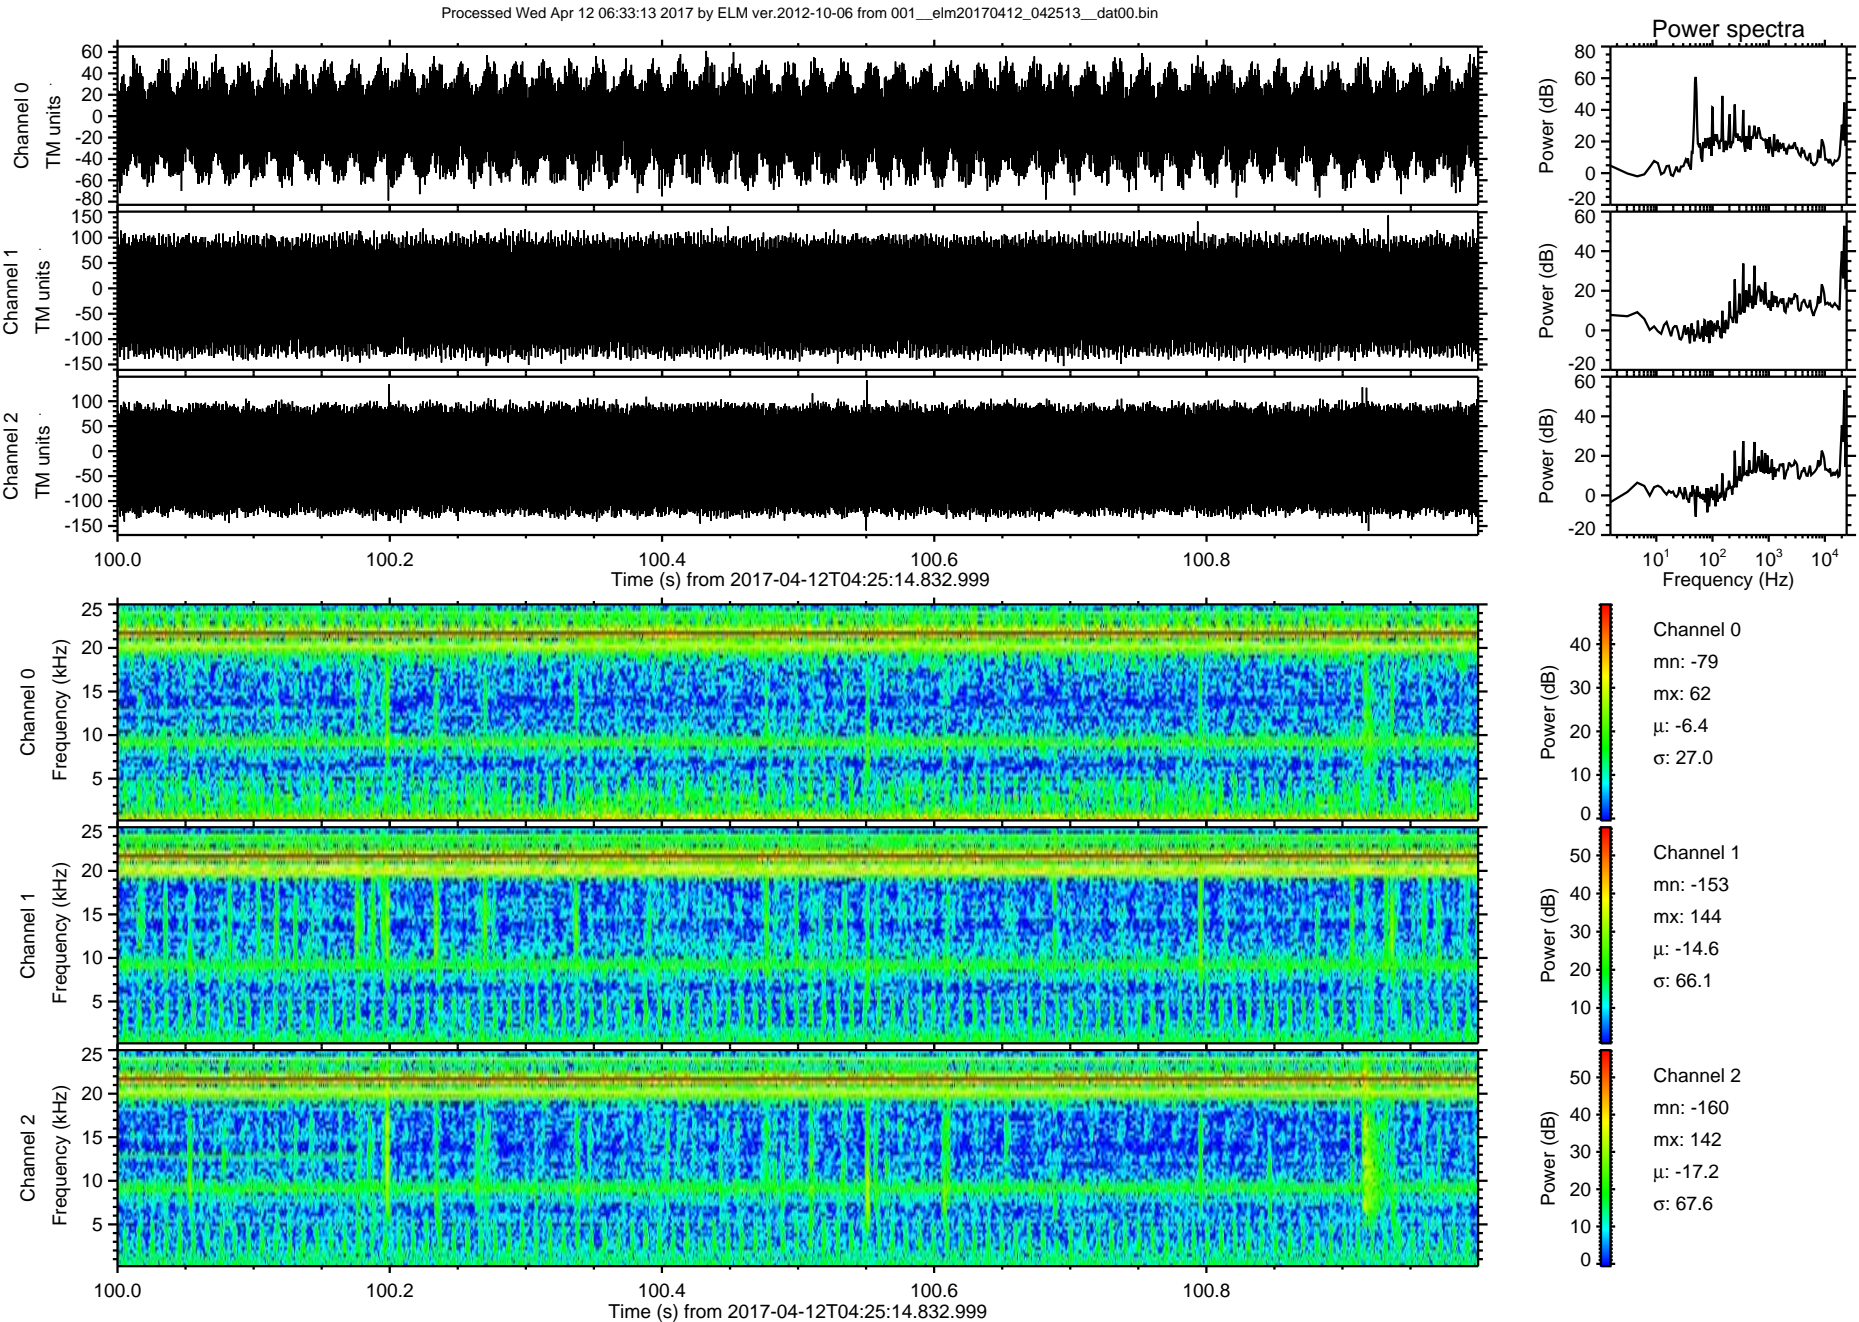 Processed Wed Apr 12 06:33:13 2017 by ELM ver.2012-10-06 from 001__elm20170412_042513__dat00.bin
Power spectra
Channel 0
TM units
60
40
20
0
-20
-40
-60
-80
Power (dB)
80
60
40
20
0
-20
Channel 1
TM units
150
100
50
0
-50
-100
-150
Power (dB)
60
40
20
0
-20
Channel 2
TM units
100
50
0
-50
-100
-150
Power (dB)
60
40
20
0
-20
100.0 100.2 100.4 100.6 100.8
Time (s) from 2017-04-12T04:25:14.832.999
10^1 10^2 10^3 10^4
Frequency (Hz)
Channel 0
Frequency (kHz)
25
20
15
10
5
Power (dB)
40
30
20
10
0
Channel 0
mn: -79
mx: 62
μ: -6.4
σ: 27.0
Channel 1
Frequency (kHz)
25
20
15
10
5
Power (dB)
50
40
30
20
10
Channel 1
mn: -153
mx: 144
μ: -14.6
σ: 66.1
Channel 2
Frequency (kHz)
25
20
15
10
5
Power (dB)
50
40
30
20
10
0
Channel 2
mn: -160
mx: 142
μ: -17.2
σ: 67.6
100.0 100.2 100.4 100.6 100.8
Time (s) from 2017-04-12T04:25:14.832.999